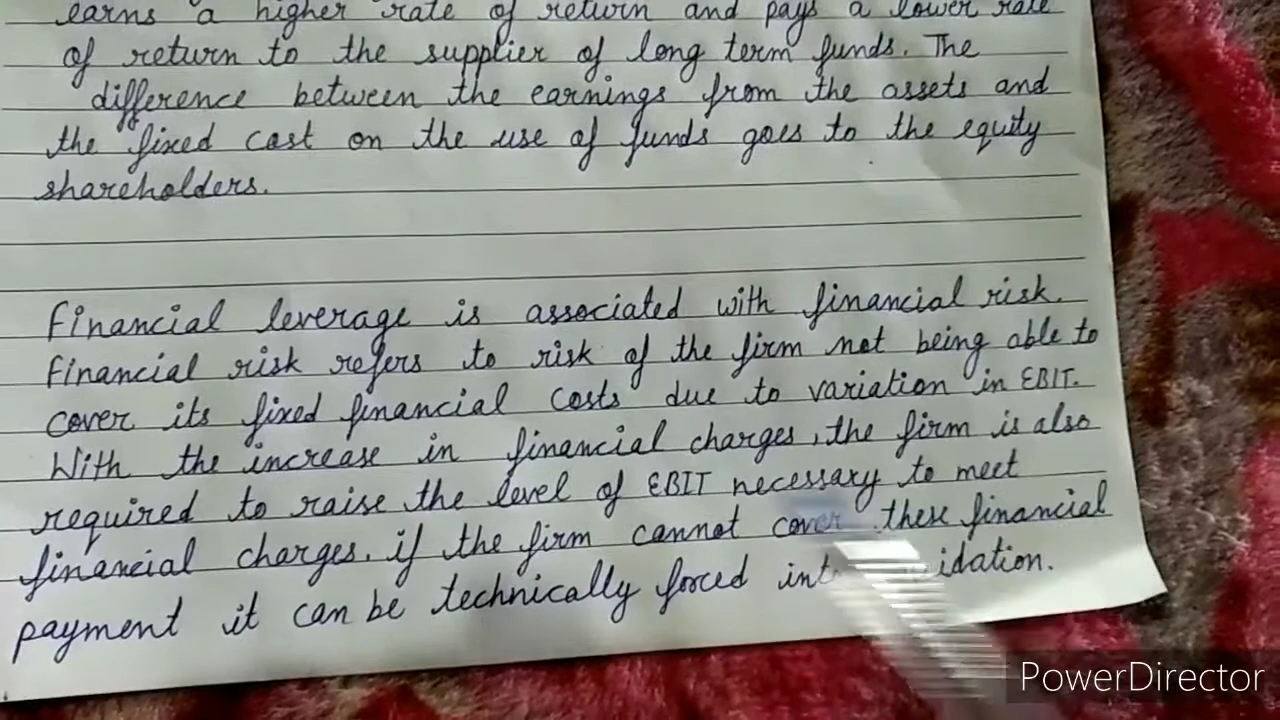 earns a higher rate of return and pays a lower rate
of return to the supplier of long term funds. The
difference between the earnings from the assets and
the fixed cost on the use of funds goes to the equity
shareholders.
Financial leverage is associated with financial risk.
Financial risk refers to risk of the firm not being able to
cover its fixed financial costs due to variation in EBIT.
With the increase in financial charges, the firm is also
required to raise the level of EBIT necessary to meet
financial charges. if the firm cannot cover these financial
payment it can be technically forced
PowerDirector